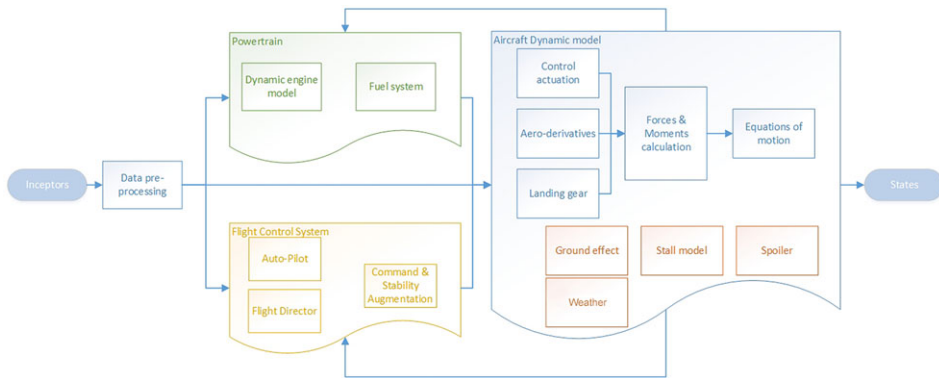 Powertrain
Dynamic engine
model
Fuel system
Aircraft Dynamic model
Control
actuation
Aero-derivatives
Landing gear
Forces &
Moments
calculation
Equations of
motion
Inceptors
Data pre-
processing
States
Flight Control System
Auto-Pilot
Flight Director
Command &
Stability
Augmentation
Ground effect
Stall model
Spoiler
Weather